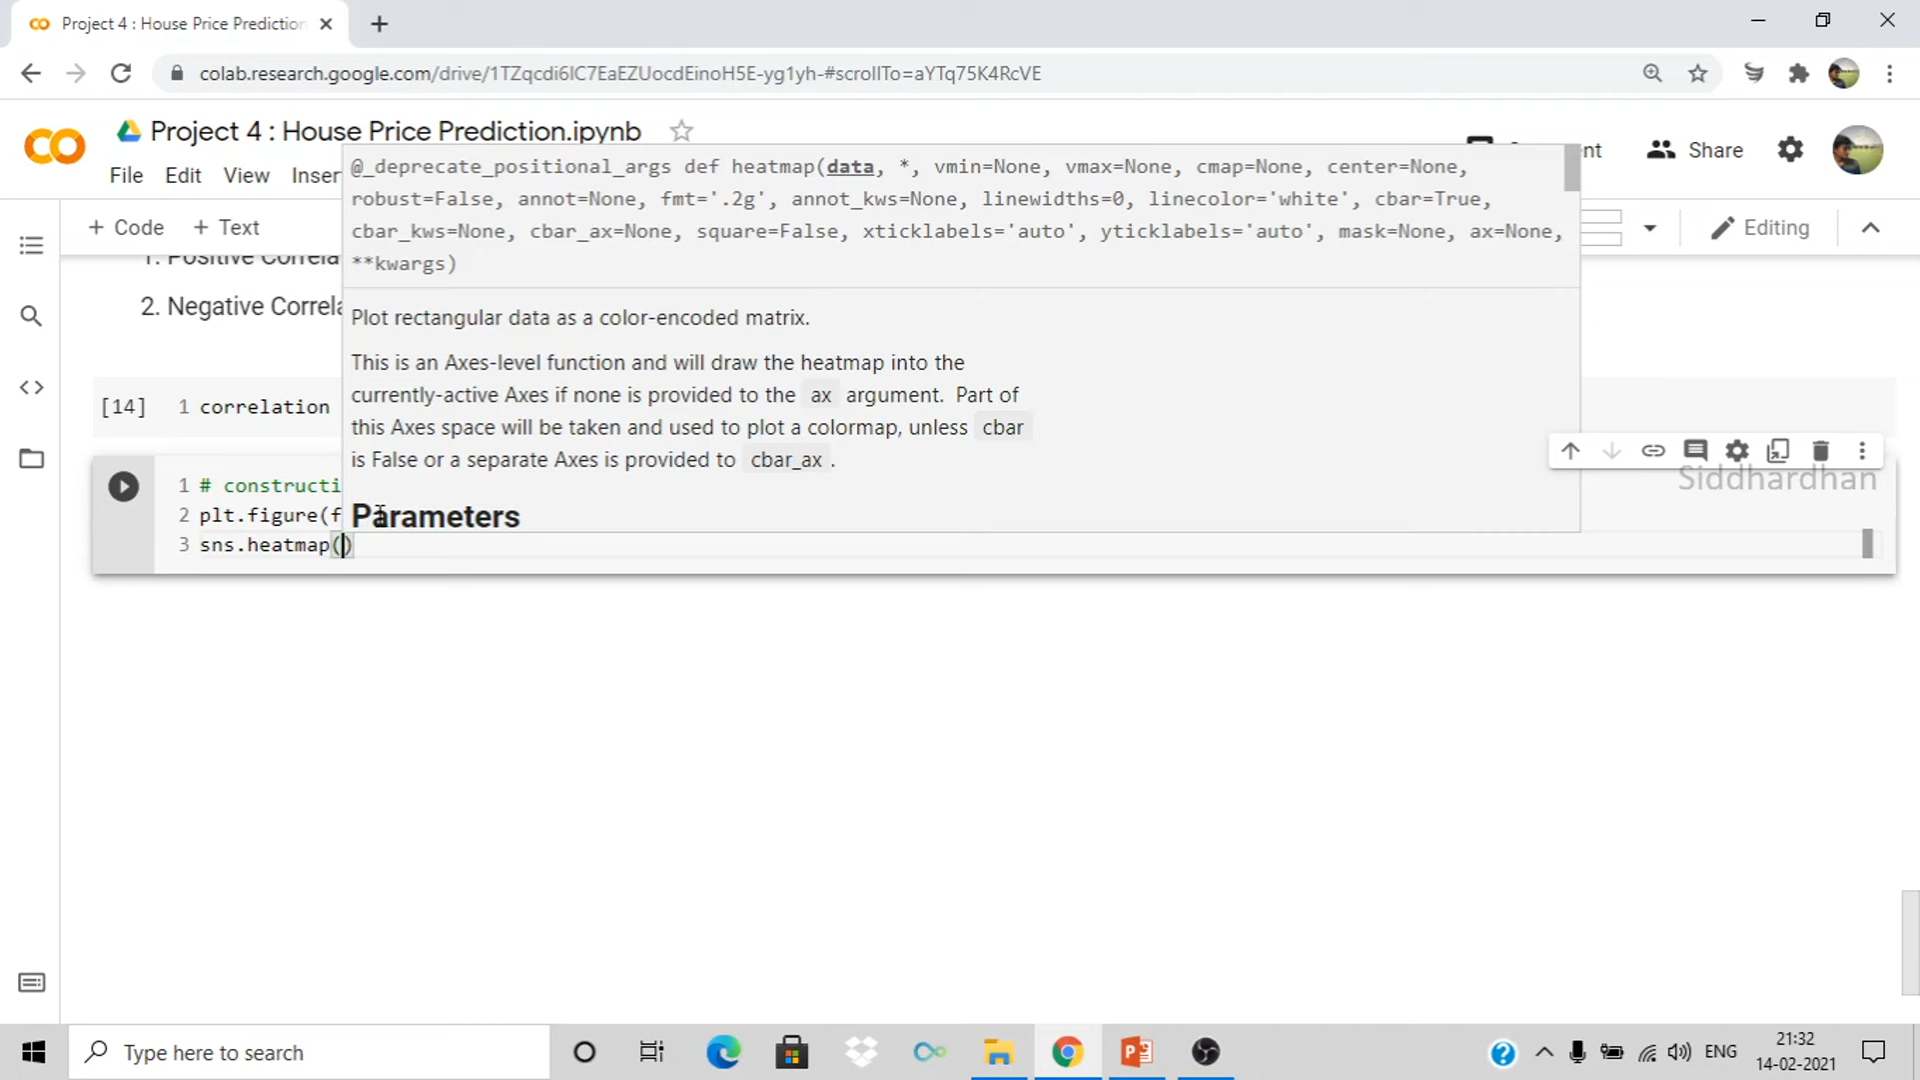 Project 4 : House Price Prediction
colab.research.google.com/drive/1TZqcdi6lC7EaEZUocdEinoH5E-yg1yh-#scrollTo=aYTq75K4RcVE
Project 4 : House Price Prediction.ipynb
Share
File Edit View
@_deprecate_positional_args def heatmap(data, *, vmin=None, vmax=None, cmap=None, center=None,
robust=False, annot=None, fmt='.2g', annot_kws=None, linewidths=0, linecolor='white', cbar=True,
cbar_kws=None, cbar_ax=None, square=False, xticklabels='auto', yticklabels='auto', mask=None, ax=None,
**kwargs)
+ Code + Text
Editing
1. Positive Correla
2. Negative Correla
Plot rectangular data as a color-encoded matrix.
This is an Axes-level function and will draw the heatmap into the
currently-active Axes if none is provided to the ax argument. Part of
this Axes space will be taken and used to plot a colormap, unless cbar
is False or a separate Axes is provided to cbar_ax .
Parameters
[14] 1 correlation
Siddhardhan
1 # constructi
2 plt.figure(f
3 sns.heatmap()
Type here to search
ENG
21:32
14-02-2021